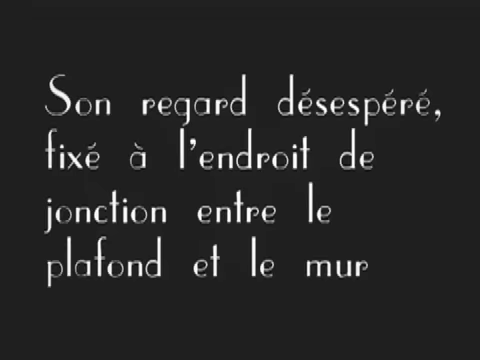 Son regard désespéré,
fixé à l'endroit de
jonction entre le
plafond et le mur